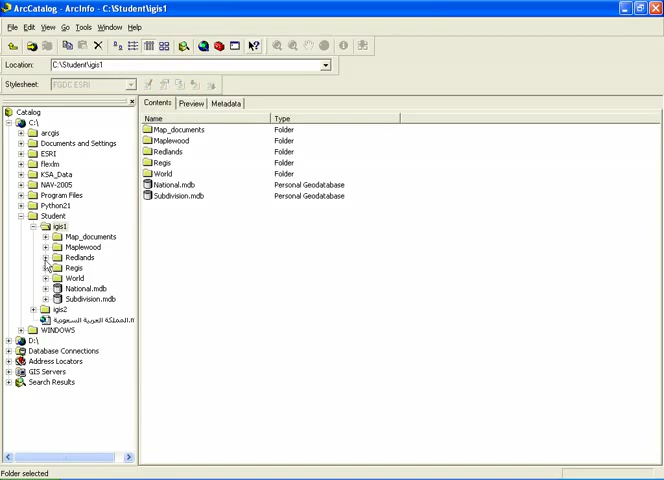 ArcCatalog - ArcInfo - C:\Student\igis1
File Edit View Go Tools Window Help
Location: C:\Student\igis1
Stylesheet: FGDC ESRI
Contents Preview Metadata
Name Type
Map_documents Folder
Maplewood Folder
Redlands Folder
Regis Folder
World Folder
National.mdb Personal Geodatabase
Subdivision.mdb Personal Geodatabase
Catalog
C:\
arcgis
Documents and Settings
ESRI
flexlm
KSA_Data
NAV-2005
Program Files
Python21
Student
igis1
Map_documents
Maplewood
Redlands
Regis
World
National.mdb
Subdivision.mdb
igis2
المملكة العربية السعودية.m
WINDOWS
D:\
Database Connections
Address Locators
GIS Servers
Search Results
Folder selected